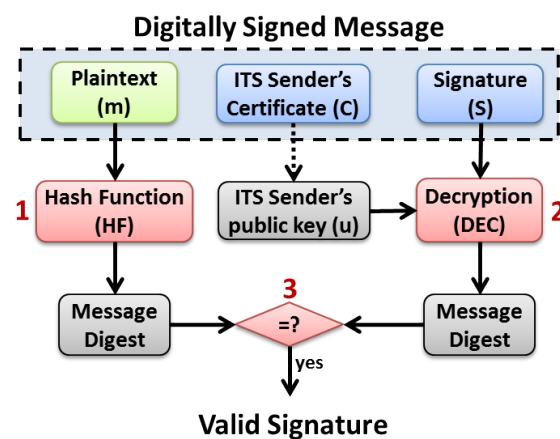 Digitally Signed Message
Plaintext
(m)
ITS Sender's
Certificate (C)
Signature
(S)
1
Hash Function
(HF)
ITS Sender's
public key (u)
Decryption
(DEC)
2
Message
Digest
3
=?
Message
Digest
yes
Valid Signature